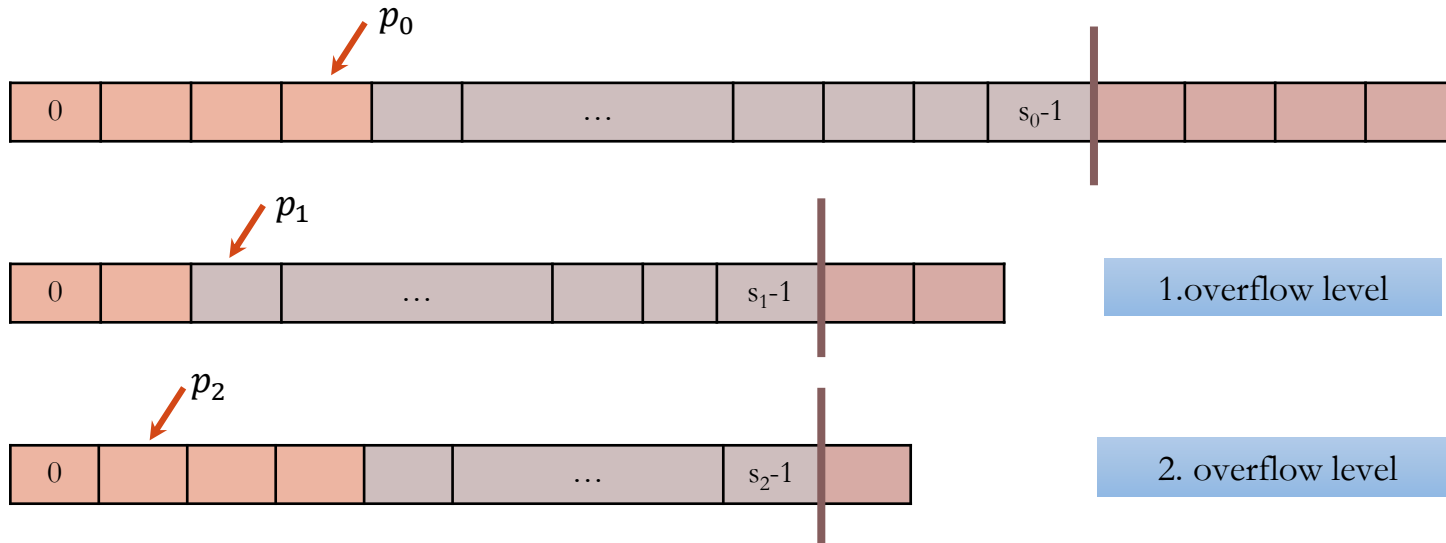 p₀
0 … s₀-1
p₁
0 … s₁-1
1.overflow level
p₂
0 … s₂-1
2. overflow level